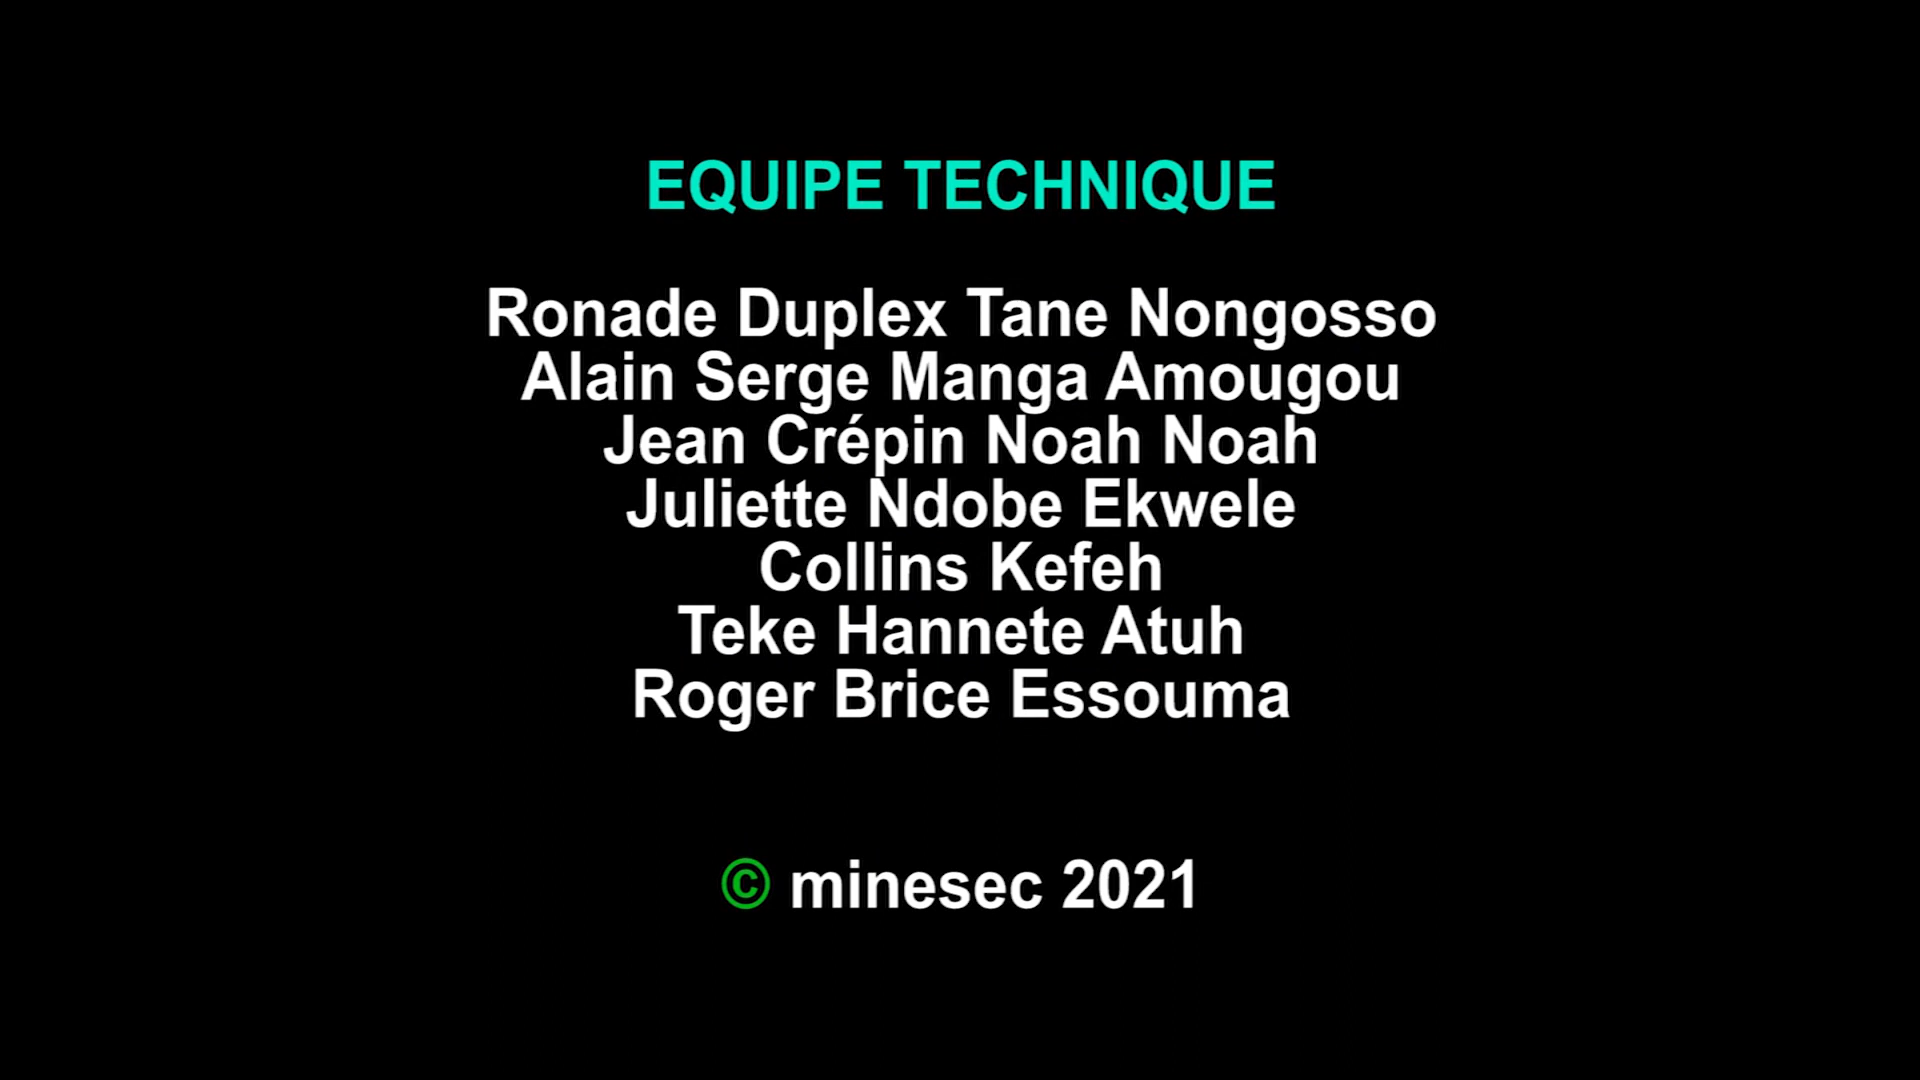 EQUIPE TECHNIQUE
Ronade Duplex Tane Nongosso
Alain Serge Manga Amougou
Jean Crépin Noah Noah
Juliette Ndobe Ekwele
Collins Kefeh
Teke Hannete Atuh
Roger Brice Essouma
© minesec 2021